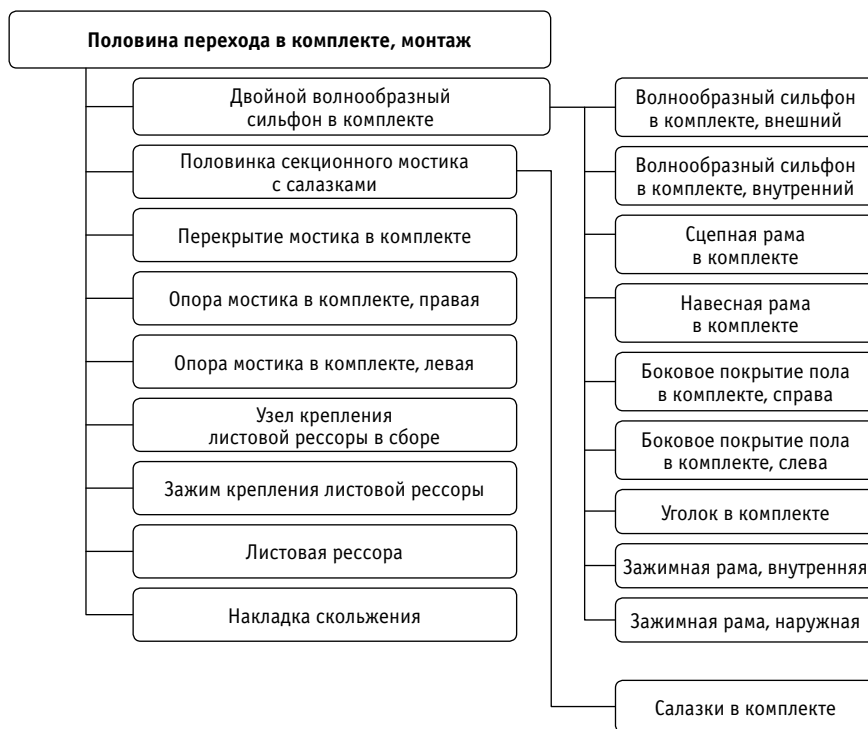 Половина перехода в комплекте, монтаж
Двойной волнообразный
сильфон в комплекте
Половинка секционного мостика
с салазками
Перекрытие мостика в комплекте
Опора мостика в комплекте, правая
Опора мостика в комплекте, левая
Узел крепления
листовой рессоры в сборе
Зажим крепления листовой рессоры
Листовая рессора
Накладка скольжения
Волнообразный сильфон
в комплекте, внешний
Волнообразный сильфон
в комплекте, внутренний
Сцепная рама
в комплекте
Навесная рама
в комплекте
Боковое покрытие пола
в комплекте, справа
Боковое покрытие пола
в комплекте, слева
Уголок в комплекте
Зажимная рама, внутренняя
Зажимная рама, наружная
Салазки в комплекте